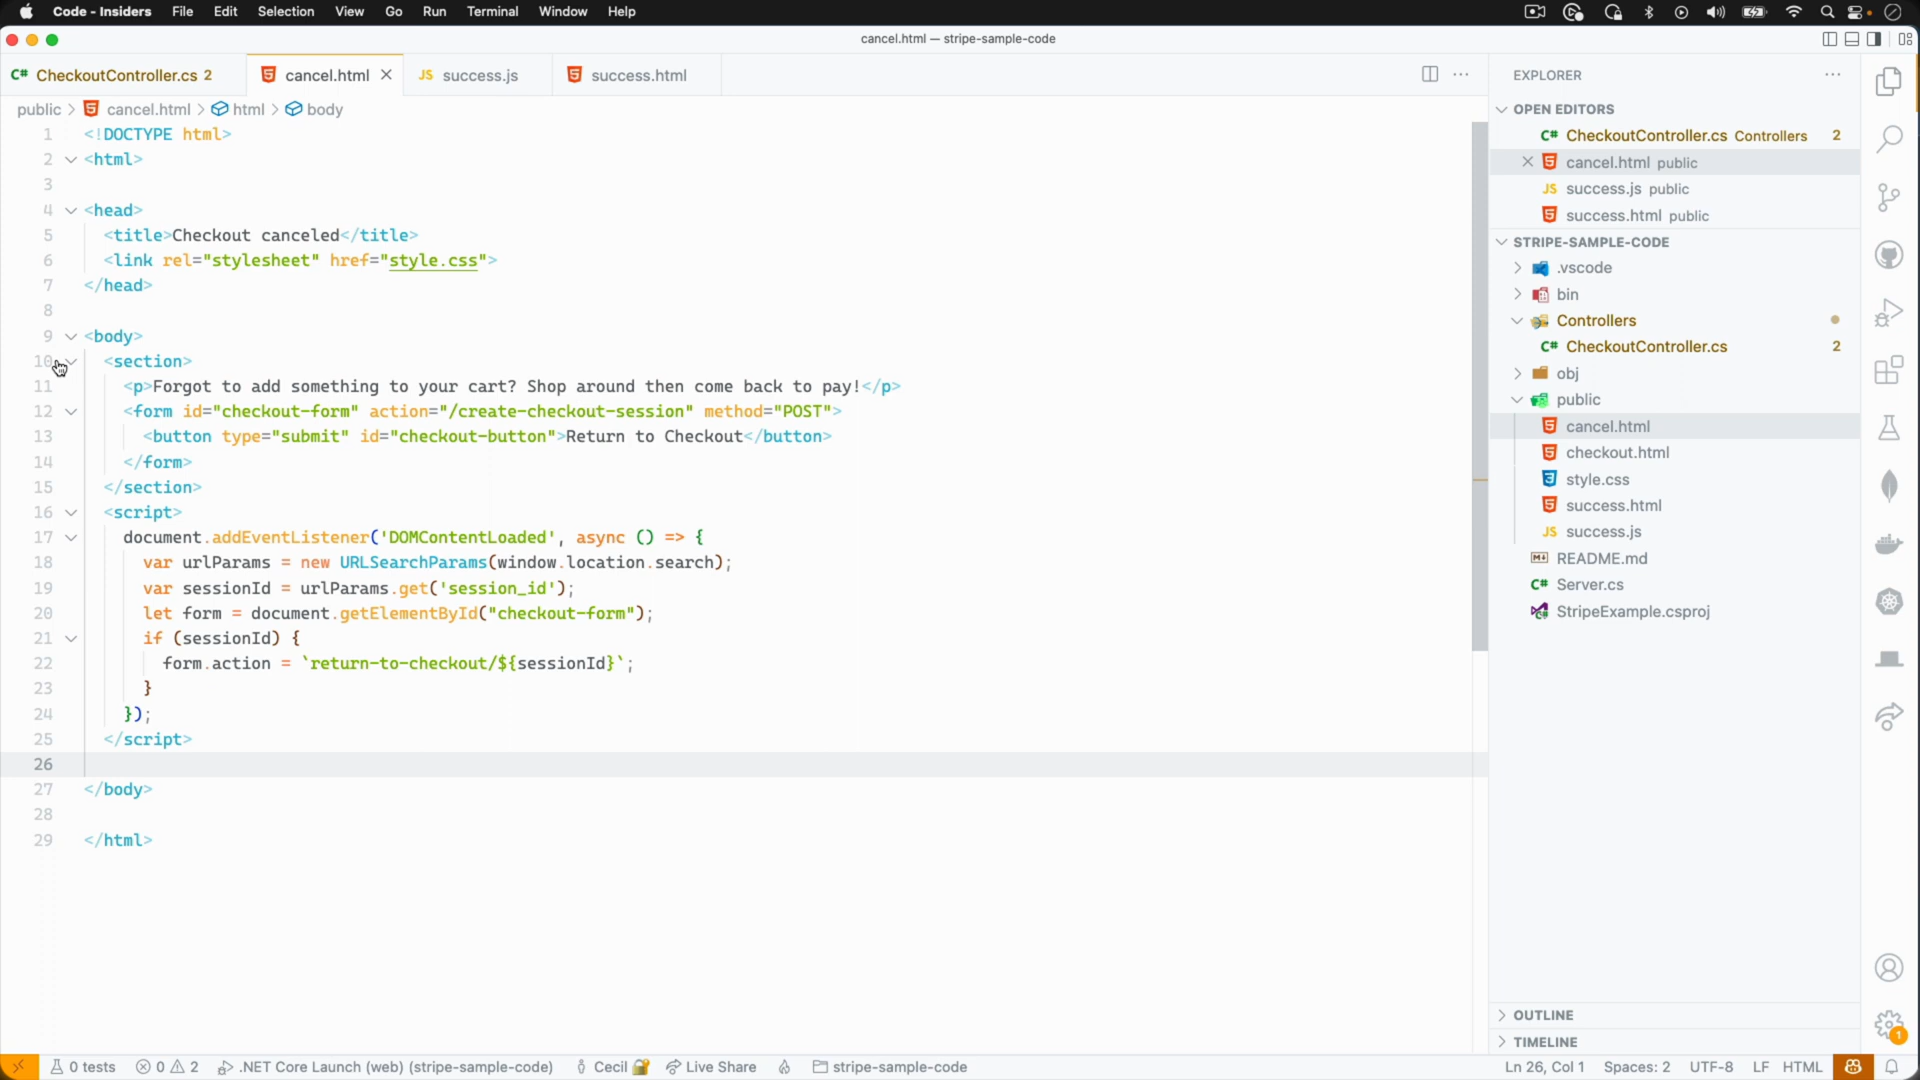 Code - Insiders File Edit Selection View Go Run Terminal Window Help
cancel.html — stripe-sample-code
C# CheckoutController.cs 2 cancel.html JS success.js success.html
public > cancel.html > html > body
1 <!DOCTYPE html>
2 <html>
3
4 <head>
5 <title>Checkout canceled</title>
6 <link rel="stylesheet" href="style.css">
7 </head>
8
9 <body>
10 <section>
11 <p>Forgot to add something to your cart? Shop around then come back to pay!</p>
12 <form id="checkout-form" action="/create-checkout-session" method="POST">
13 <button type="submit" id="checkout-button">Return to Checkout</button>
14 </form>
15 </section>
16 <script>
17 document.addEventListener('DOMContentLoaded', async () => {
18 var urlParams = new URLSearchParams(window.location.search);
19 var sessionId = urlParams.get('session_id');
20 let form = document.getElementById("checkout-form");
21 if (sessionId) {
22 form.action = `return-to-checkout/${sessionId}`;
23 }
24 });
25 </script>
26
27 </body>
28
29 </html>
EXPLORER
OPEN EDITORS
C# CheckoutController.cs Controllers 2
cancel.html public
JS success.js public
success.html public
STRIPE-SAMPLE-CODE
.vscode
bin
Controllers
C# CheckoutController.cs 2
obj
public
cancel.html
checkout.html
style.css
success.html
JS success.js
README.md
C# Server.cs
StripeExample.csproj
OUTLINE
TIMELINE
1
0 tests 0 2 .NET Core Launch (web) (stripe-sample-code) Cecil Live Share stripe-sample-code Ln 26, Col 1 Spaces: 2 UTF-8 LF HTML